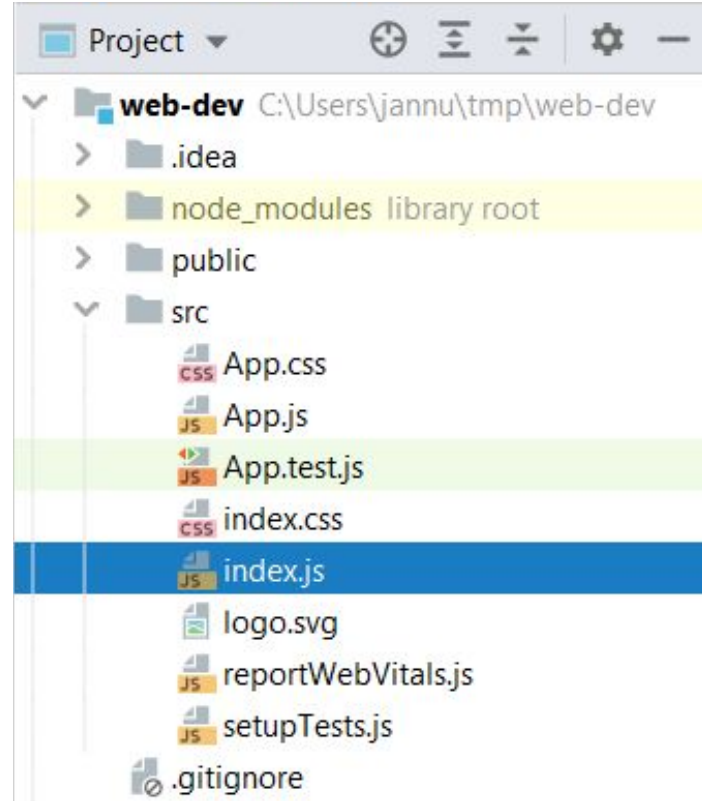 Project
web-dev C:\Users\jannu\tmp\web-dev
.idea
node_modules library root
public
src
CSS App.css
JS App.js
JS App.test.js
CSS index.css
JS index.js
logo.svg
JS reportWebVitals.js
JS setupTests.js
.gitignore